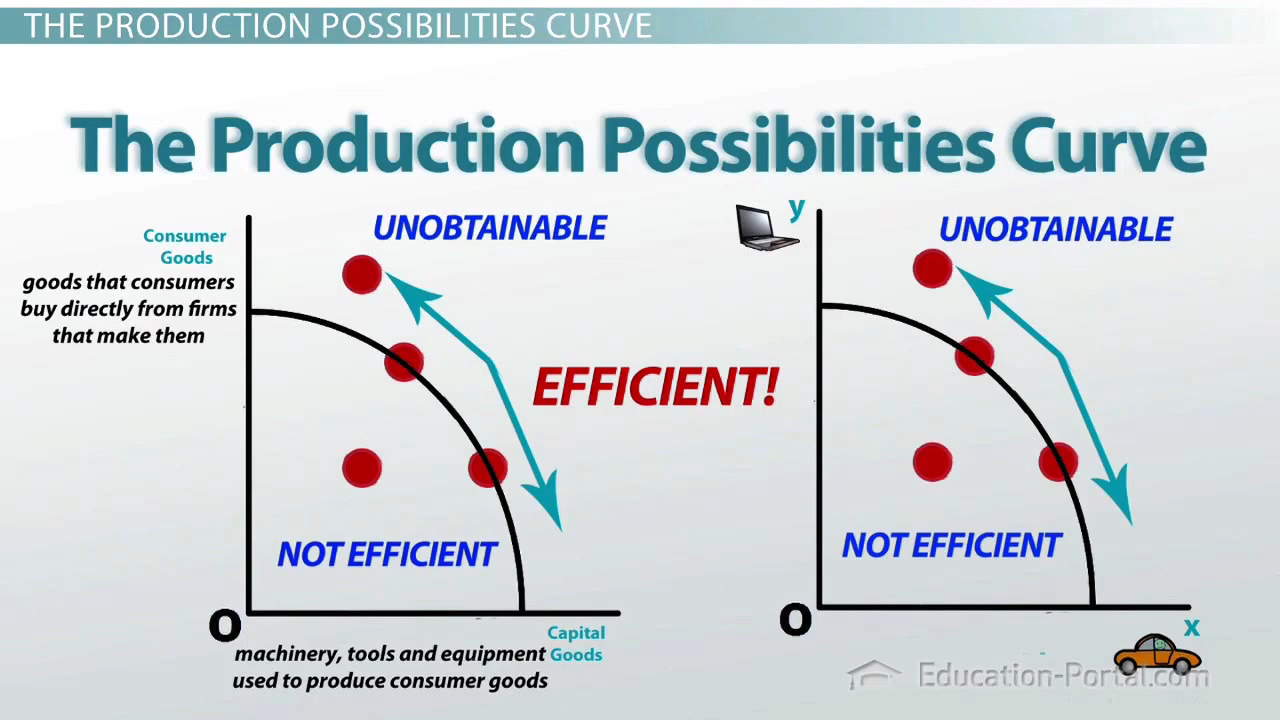 THE PRODUCTION POSSIBILITIES CURVE
The Production Possibilities Curve
Consumer
Goods
goods that consumers
buy directly from firms
that make them
UNOBTAINABLE
EFFICIENT!
NOT EFFICIENT
O
Capital
Goods
machinery, tools and equipment
used to produce consumer goods
y
UNOBTAINABLE
NOT EFFICIENT
O
x
Education-Portal.com